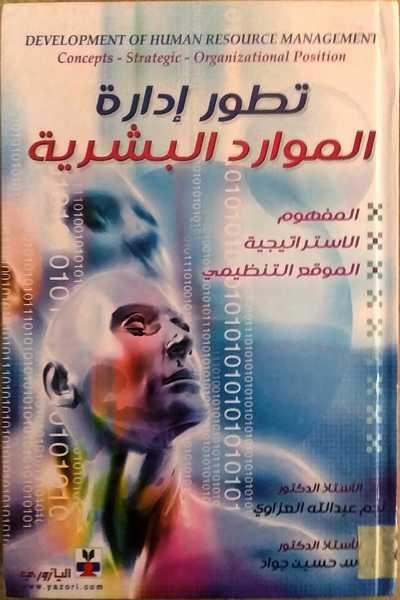 DEVELOPMENT OF HUMAN RESOURCE MANAGEMENT
Concepts - Strategic - Organizational Position
تطور إدارة
الموارد البشرية
المفهوم
الاستراتيجية
الموقع التنظيمي
الأستاذ الدكتور
عبدالله العزاوي
الأستاذ الدكتور
حسين جواد
اليازوري
www.yazori.com